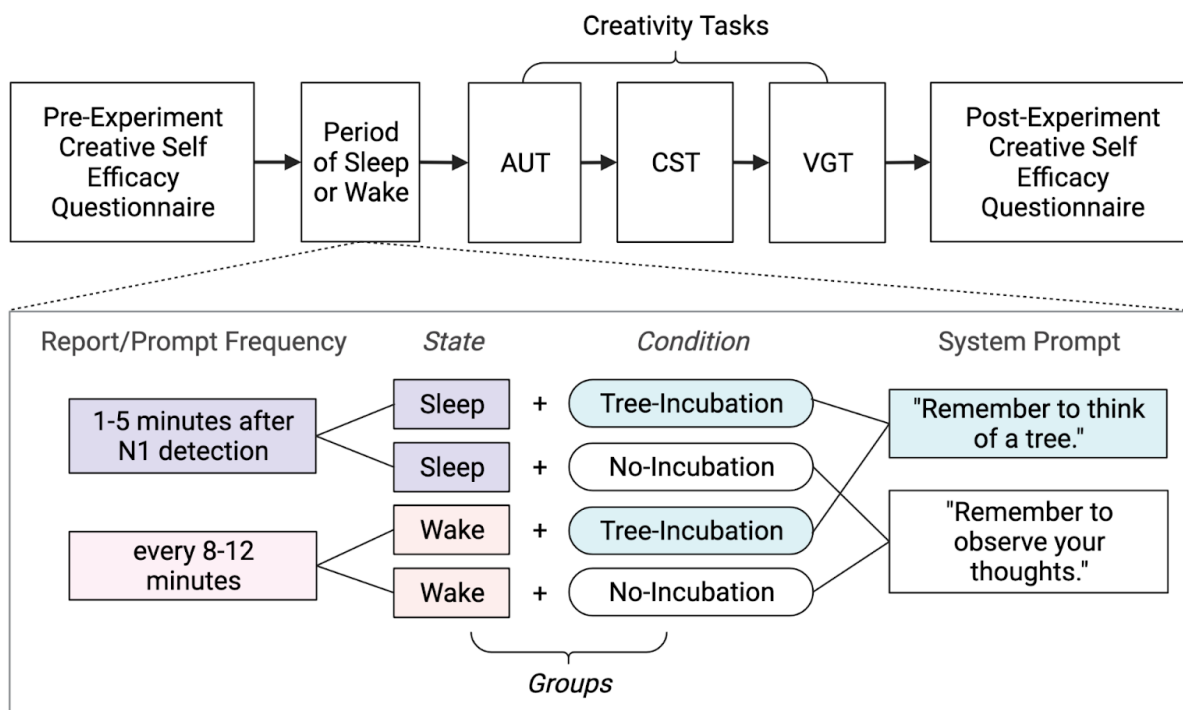 Creativity Tasks
Pre-Experiment
Creative Self
Efficacy
Questionnaire
Period
of Sleep
or Wake
AUT
CST
VGT
Post-Experiment
Creative Self
Efficacy
Questionnaire
Report/Prompt Frequency
State
Condition
System Prompt
1-5 minutes after
N1 detection
every 8-12
minutes
Sleep + Tree-Incubation
Sleep + No-Incubation
Wake + Tree-Incubation
Wake + No-Incubation
"Remember to think
of a tree."
"Remember to
observe your
thoughts."
Groups